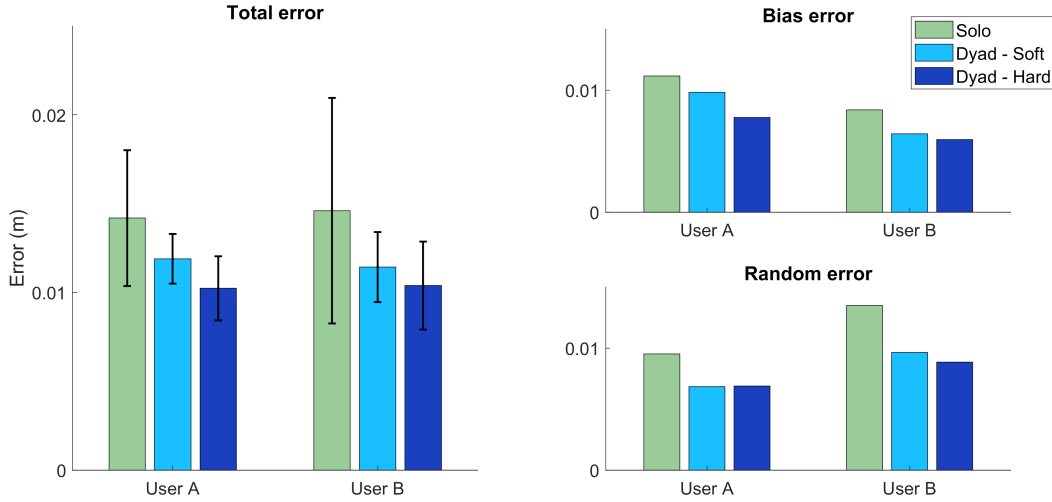 Total error
0.02
0.01
0
Error (m)
User A
User B
Bias error
Solo
Dyad - Soft
Dyad - Hard
0.01
0
User A
User B
Random error
0.01
0
User A
User B